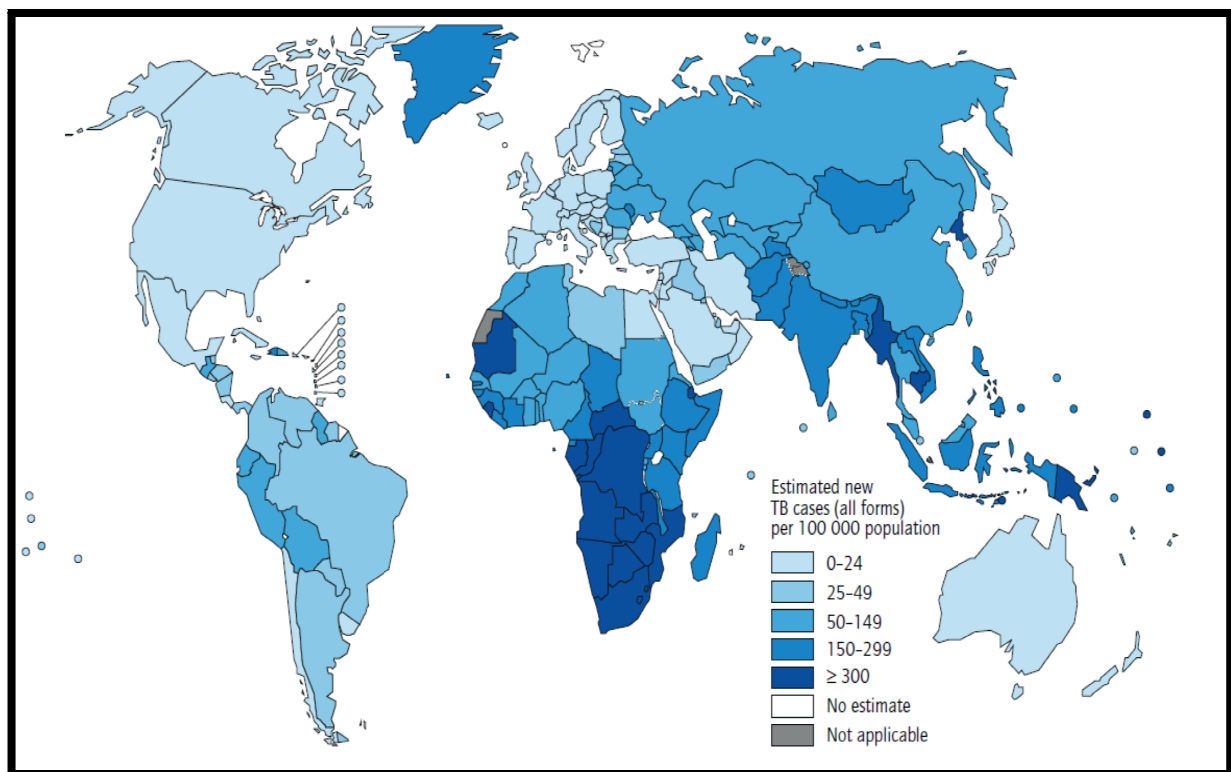 Estimated new
TB cases (all forms)
per 100 000 population
0–24
25–49
50–149
150–299
≥ 300
No estimate
Not applicable